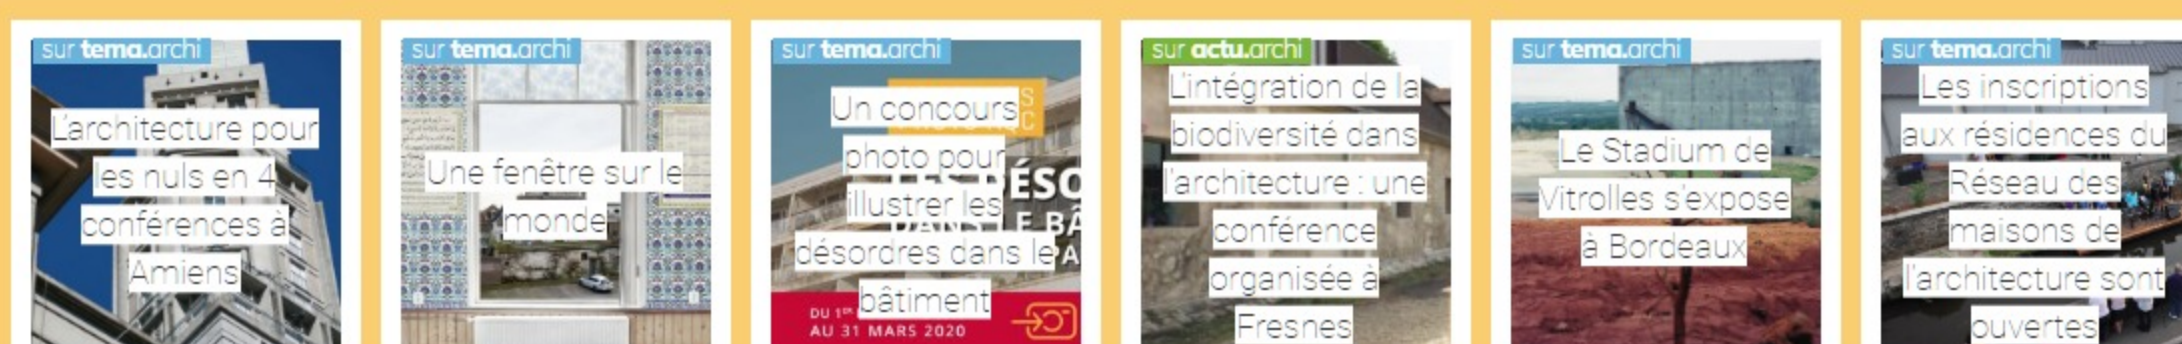 sur tema.archi
L'architecture pour
les nuls en 4
conférences à
Amiens
sur tema.archi
Une fenêtre sur le
monde
sur tema.archi
Un concours
photo pour
illustrer les
désordres dans le
bâtiment
DU 1ER
AU 31 MARS 2020
sur actu.archi
L'intégration de la
biodiversité dans
l'architecture : une
conférence
organisée à
Fresnes
sur tema.archi
Le Stadium de
Vitrolles s'expose
à Bordeaux
sur tema.archi
Les inscriptions
aux résidences du
Réseau des
maisons de
l'architecture sont
ouvertes